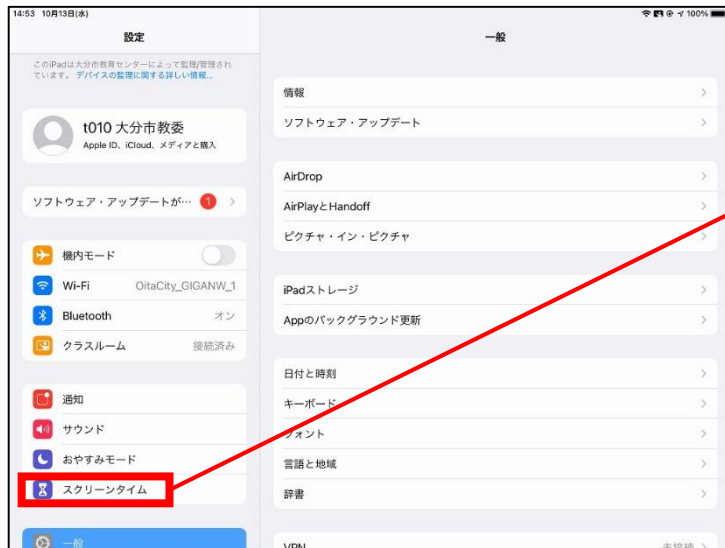 14:53 10月13日(水)
100%
設定
このiPadは大分市教育センターによって監理/管理され
ています。デバイスの監理に関する詳しい情報...
t010 大分市教委
Apple ID、iCloud、メディアと購入
ソフトウェア・アップデートが… 1
機内モード
Wi-Fi OitaCity_GIGANW_1
Bluetooth オン
クラスルーム 接続済み
通知
サウンド
おやすみモード
スクリーンタイム
一般
一般
情報
ソフトウェア・アップデート
AirDrop
AirPlayとHandoff
ピクチャ・イン・ピクチャ
iPadストレージ
Appのバックグラウンド更新
日付と時刻
キーボード
フォント
言語と地域
辞書
VPN 未接続